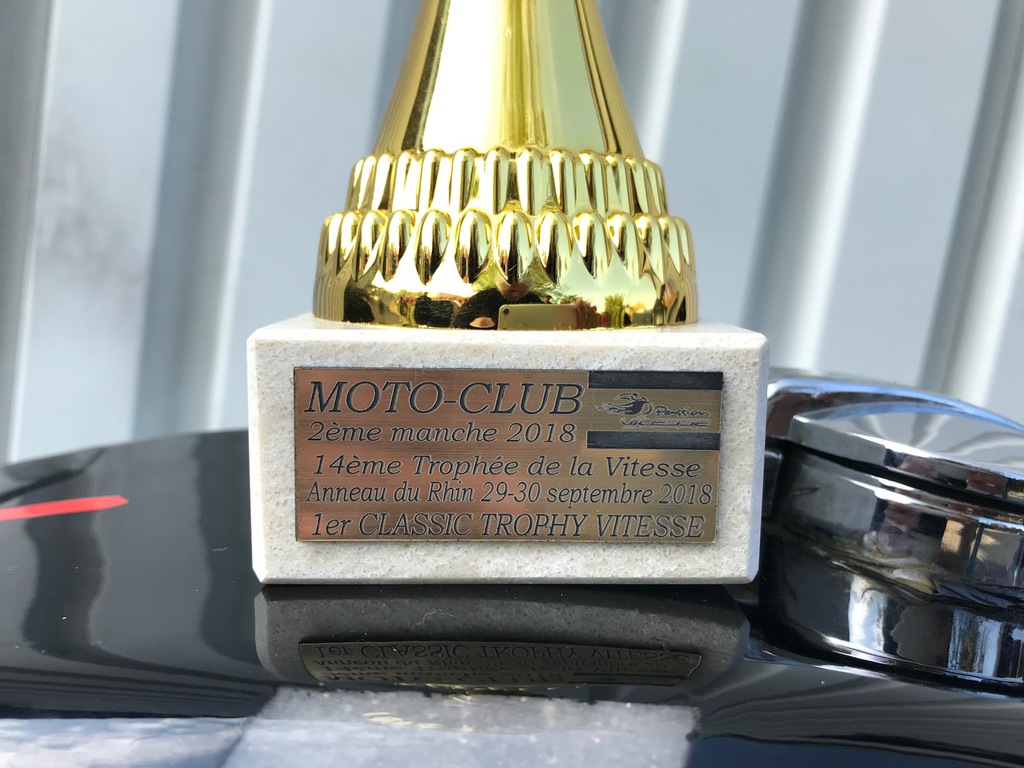 MOTO-CLUB
Passion
2ème manche 2018
14ème Trophée de la Vitesse
Anneau du Rhin 29-30 septembre 2018
1er CLASSIC TROPHY VITESSE